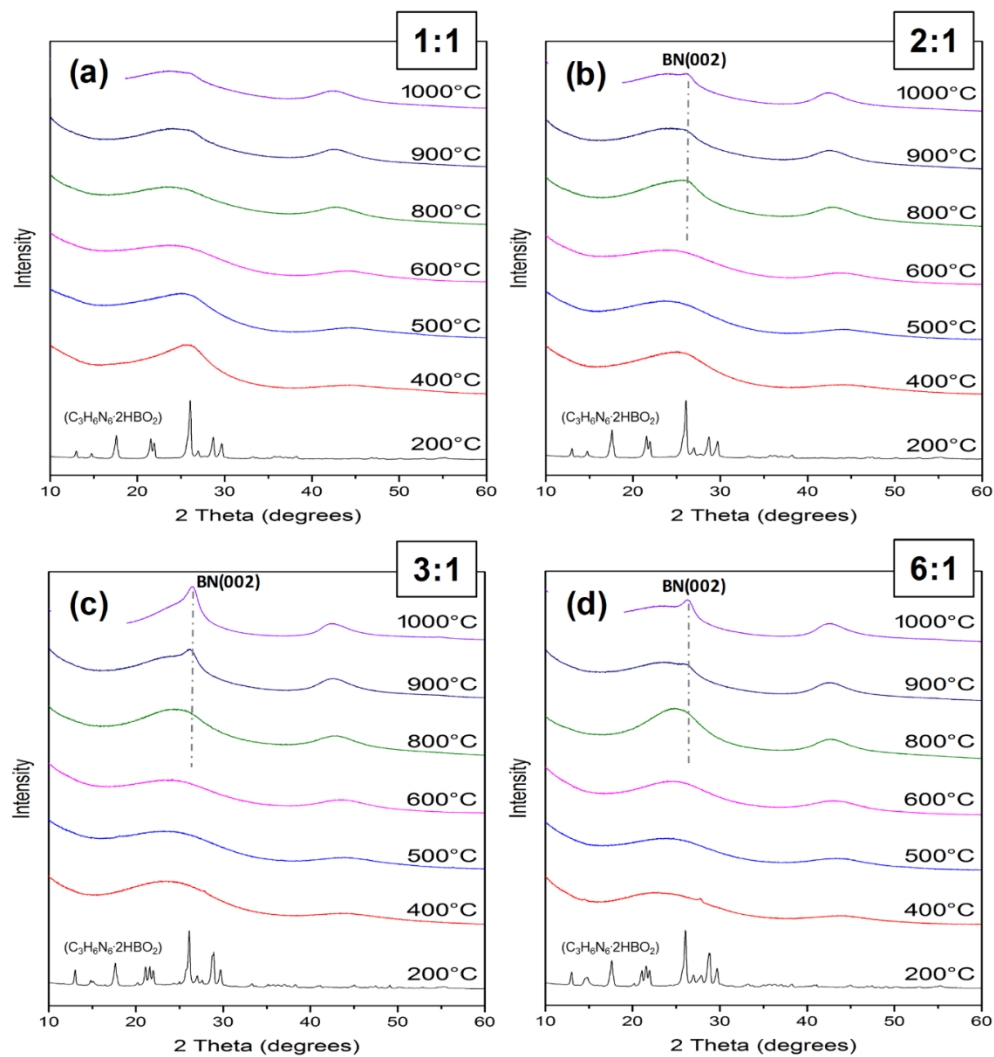 1:1
(a)
1000°C
900°C
800°C
600°C
500°C
400°C
(C₃H₆N₆·2HBO₂)
200°C
Intensity
10 20 30 40 50 60
2 Theta (degrees)
2:1
(b)
BN(002)
1000°C
900°C
800°C
600°C
500°C
400°C
(C₃H₆N₆·2HBO₂)
200°C
Intensity
10 20 30 40 50 60
2 Theta (degrees)
3:1
(c)
BN(002)
1000°C
900°C
800°C
600°C
500°C
400°C
(C₃H₆N₆·2HBO₂)
200°C
Intensity
10 20 30 40 50 60
2 Theta (degrees)
6:1
(d)
BN(002)
1000°C
900°C
800°C
600°C
500°C
400°C
(C₃H₆N₆·2HBO₂)
200°C
Intensity
10 20 30 40 50 60
2 Theta (degrees)